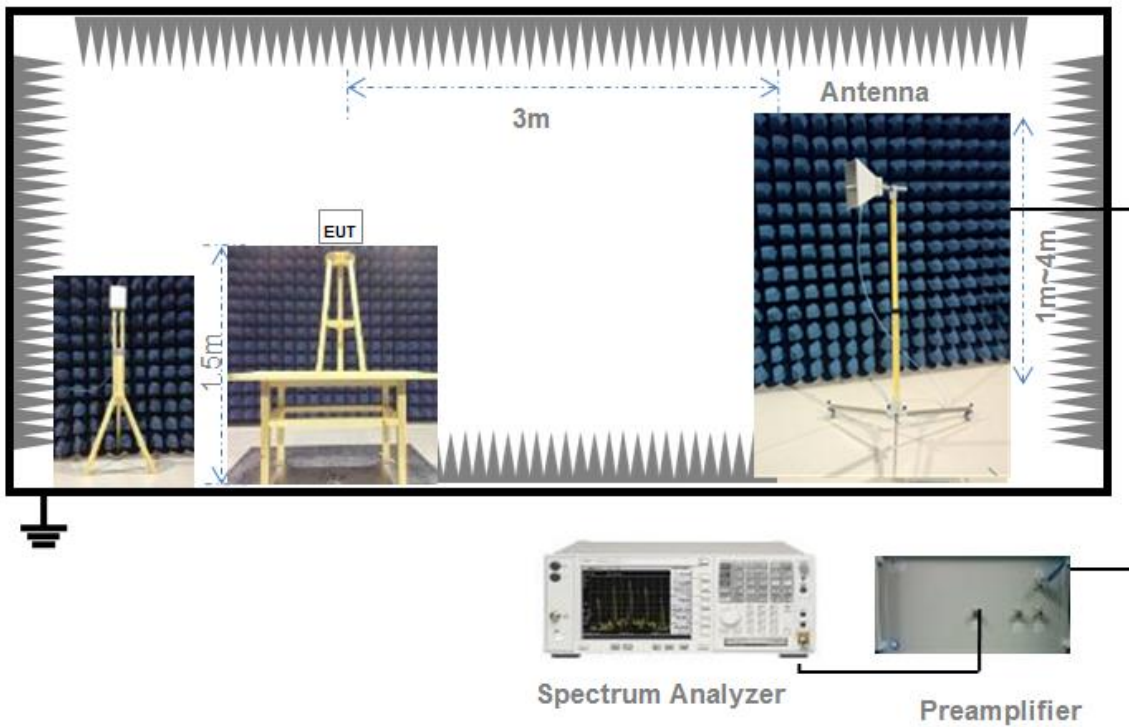 Antenna
3m
EUT
1.5m
1m~4m
Spectrum Analyzer
Preamplifier